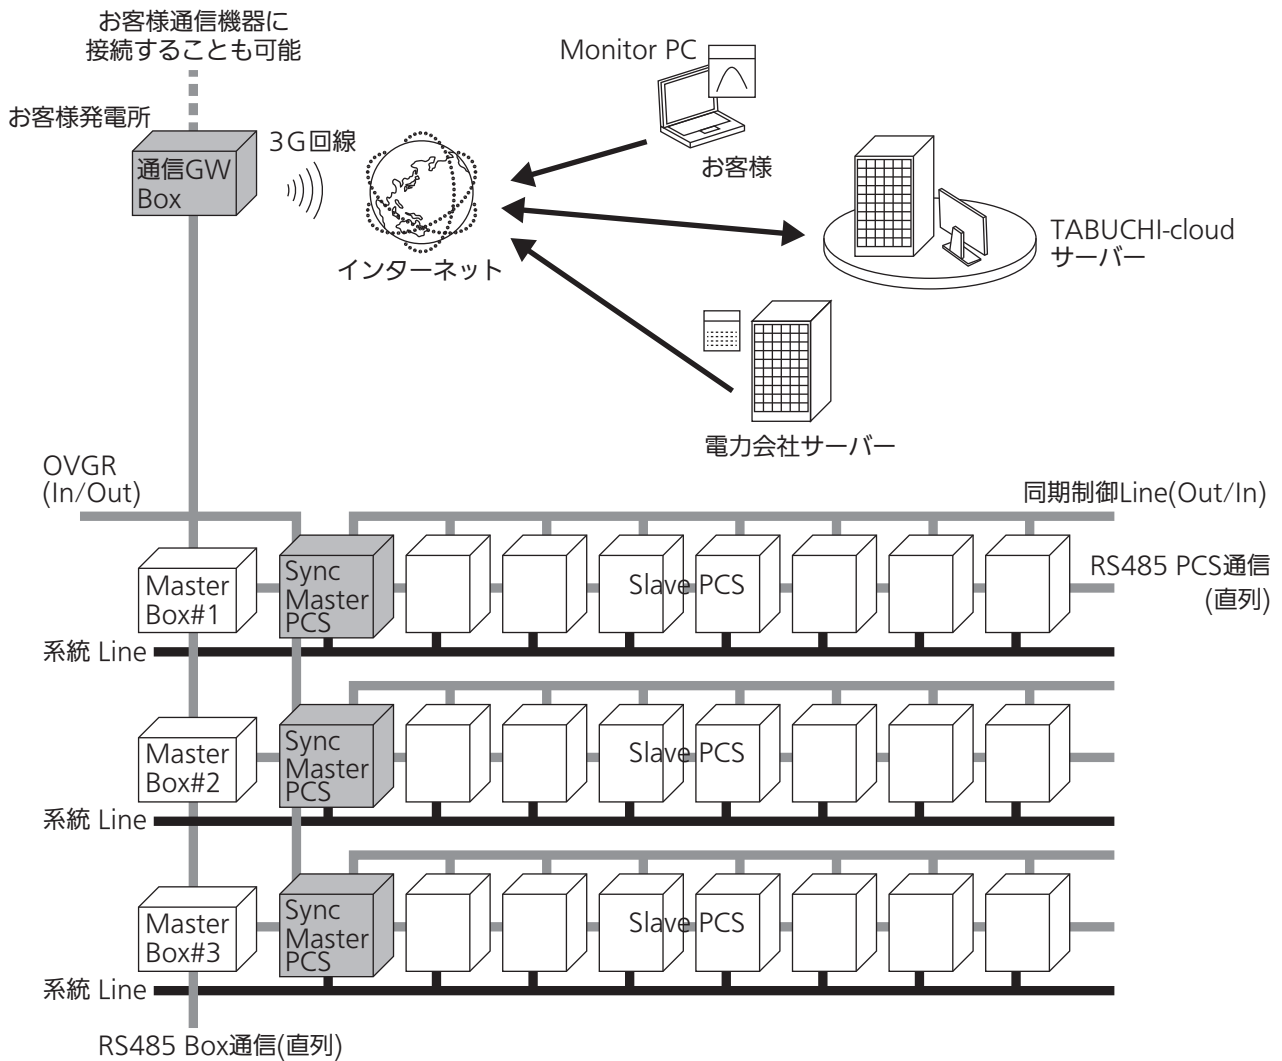 お客様通信機器に
接続することも可能
お客様発電所
通信GW
Box
3G回線
インターネット
Monitor PC
お客様
TABUCHI-cloud
サーバー
電力会社サーバー
OVGR
(In/Out)
同期制御Line(Out/In)
Master
Box#1
Sync
Master
PCS
Slave PCS
RS485 PCS通信
(直列)
系統 Line
Master
Box#2
Sync
Master
PCS
Slave PCS
系統 Line
Master
Box#3
Sync
Master
PCS
Slave PCS
系統 Line
RS485 Box通信(直列)